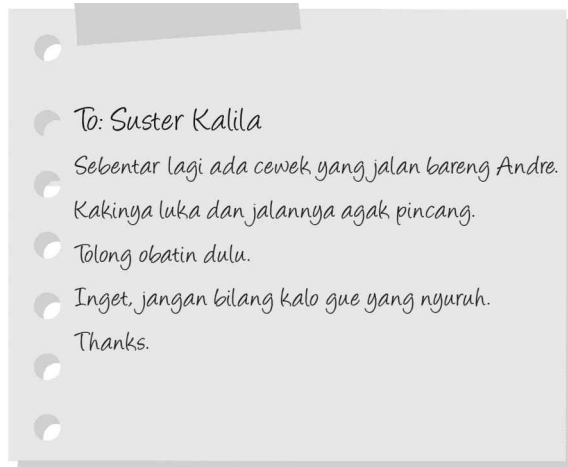 To: Suster Kalila
Sebentar lagi ada cewek yang jalan bareng Andre.
Kakinya luka dan jalannya agak pincang.
Tolong obatin dulu.
Inget, jangan bilang kalo gue yang nyuruh.
Thanks.